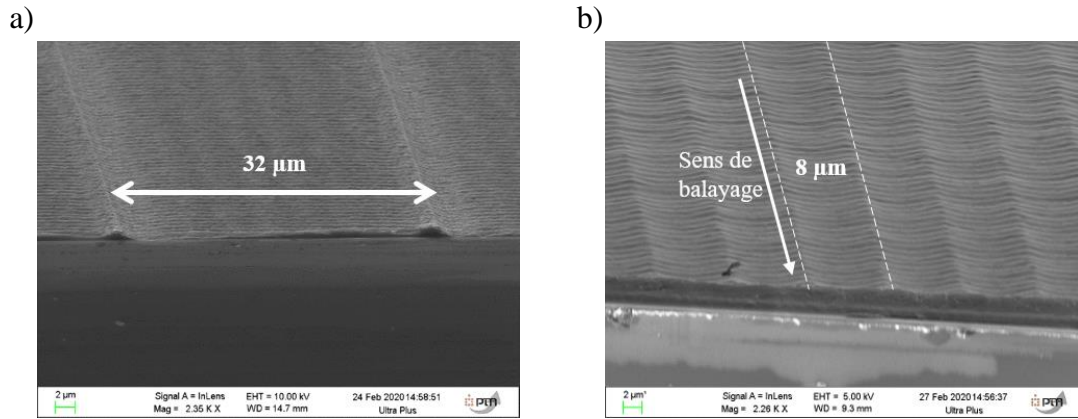 a)
32 µm
2 µm
Signal A = InLens
EHT = 10.00 kV
24 Feb 2020 14:58:51
Mag = 2.35 K X
WD = 14.7 mm
Ultra Plus
b)
Sens de
balayage
8 µm
2 µm
Signal A = InLens
EHT = 5.00 kV
27 Feb 2020 14:56:37
Mag = 2.26 K X
WD = 9.3 mm
Ultra Plus